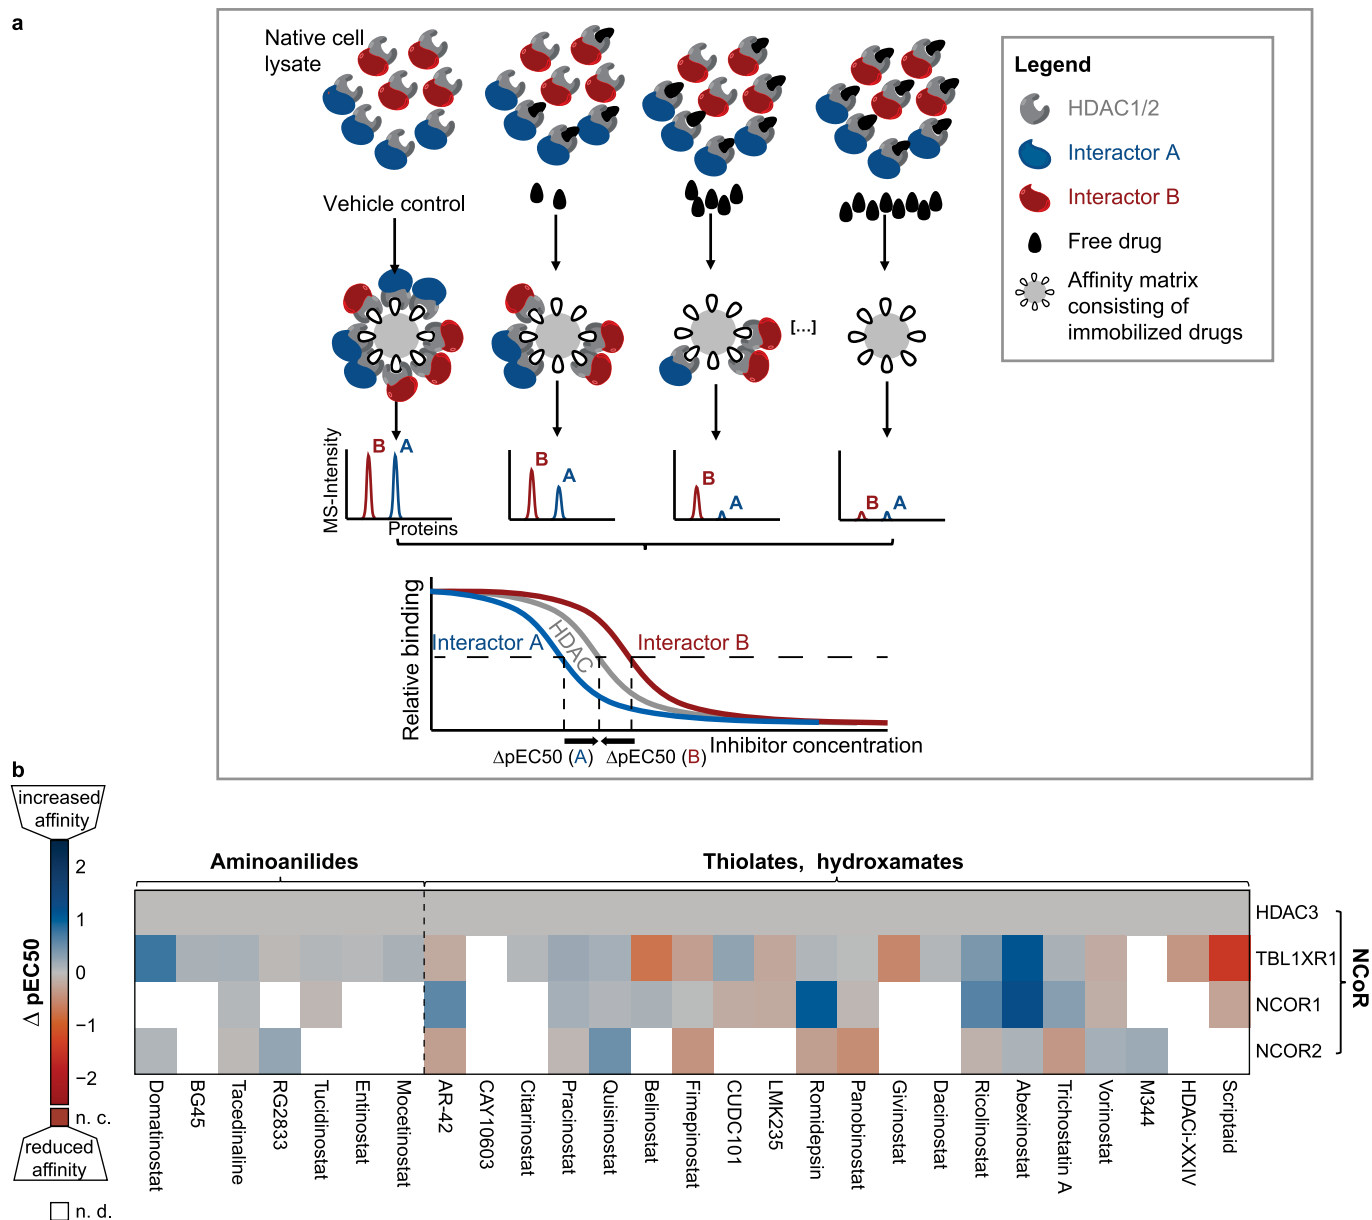 a
Native cell
lysate
Legend
HDAC1/2
Interactor A
Interactor B
Free drug
Affinity matrix
consisting of
immobilized drugs
Vehicle control
[...]
MS-Intensity
B A
Proteins
B A
B A
B A
Relative binding
Interactor A
HDAC
Interactor B
ΔpEC50 (A)
ΔpEC50 (B)
Inhibitor concentration
b
increased
affinity
Δ pEC50
2
1
0
−1
−2
n. c.
reduced
affinity
n. d.
Aminoanilides
Thiolates, hydroxamates
HDAC3
TBL1XR1
NCOR1
NCOR2
NCoR
Domatinostat
BG45
Tacedinaline
RG2833
Tucidinostat
Entinostat
Mocetinostat
AR-42
CAY10603
Citarinostat
Pracinostat
Quisinostat
Belinostat
Fimepinostat
CUDC101
LMK235
Romidepsin
Panobinostat
Givinostat
Dacinostat
Ricolinostat
Abexinostat
Trichostatin A
Vorinostat
M344
HDACi-XXIV
Scriptaid